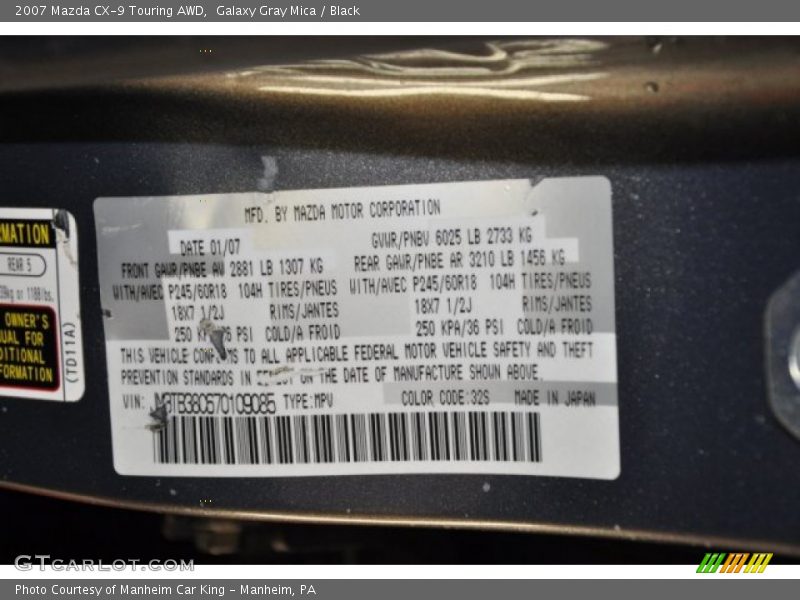 2007 Mazda CX-9 Touring AWD,  Galaxy Gray Mica / Black
MFD. BY MAZDA MOTOR CORPORATION
DATE 01/07
GVWR/PNBV 6025 LB 2733 KG
FRONT GAWR/PNBE AV 2881 LB 1307 KG
REAR GAWR/PNBE AR 3210 LB 1456 KG
WITH/AVEC P245/60R18 104H TIRES/PNEUS
WITH/AVEC P245/60R18 104H TIRES/PNEUS
18X7 1/2J RIMS/JANTES
18X7 1/2J RIMS/JANTES
250 PSI COLD/A FROID
250 KPA/36 PSI COLD/A FROID
THIS VEHICLE TO ALL APPLICABLE FEDERAL MOTOR VEHICLE SAFETY AND THEFT
PREVENTION STANDARDS IN ON THE DATE OF MANUFACTURE SHOWN ABOVE.
VIN: TYPE:MPV
COLOR CODE:32S MADE IN JAPAN
REAR 5
OWNER'S
FOR
(TD11A)
GTCarLot.com
Photo Courtesy of Manheim Car King – Manheim, PA